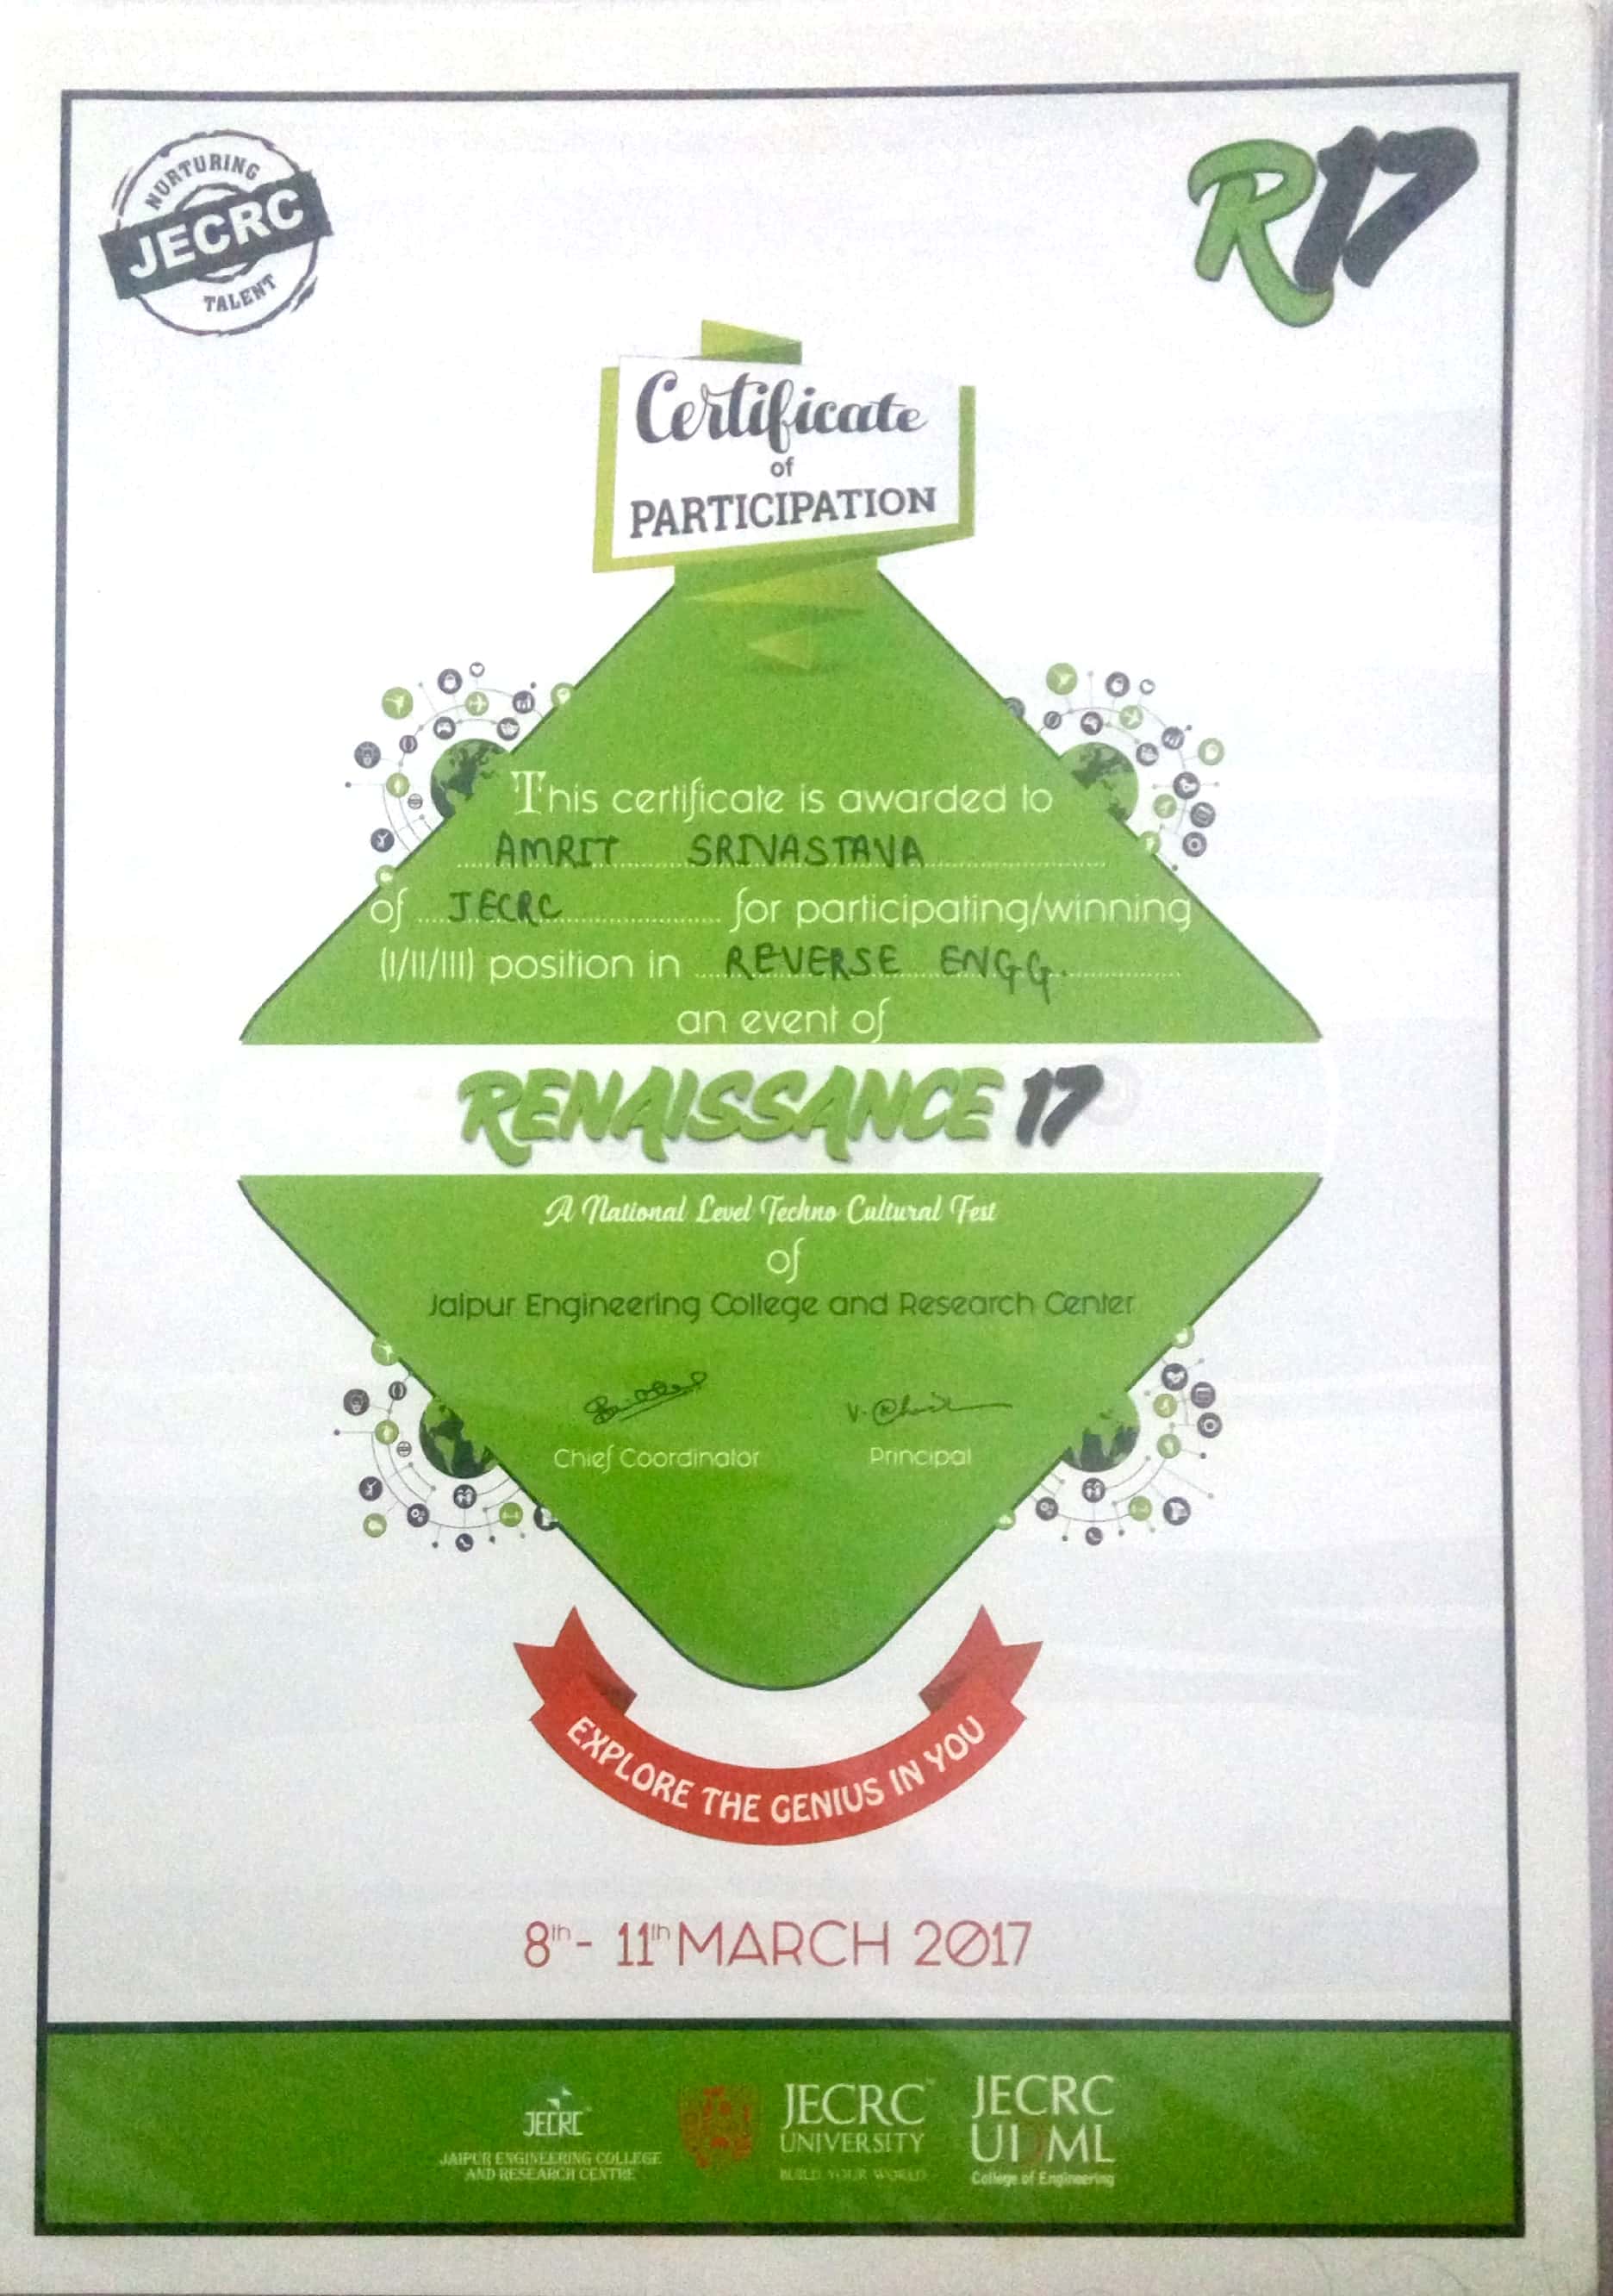 NURTURING
JECRC
TALENT
R17
Certificate
of
PARTICIPATION
This certificate is awarded to
AMRIT SRIVASTAVA
of JECRC for participating/winning
(I/II/III) position in REVERSE ENGG.
an event of
RENAISSANCE 17
A National Level Techno Cultural Fest
of
Jaipur Engineering College and Research Center
Chief Coordinator Principal
EXPLORE THE GENIUS IN YOU
8th - 11th MARCH 2017
JECRC
JAIPUR ENGINEERING COLLEGE
AND RESEARCH CENTRE
JECRC™
UNIVERSITY
BUILD YOUR WORLD
JECRC
UDML
College of Engineering